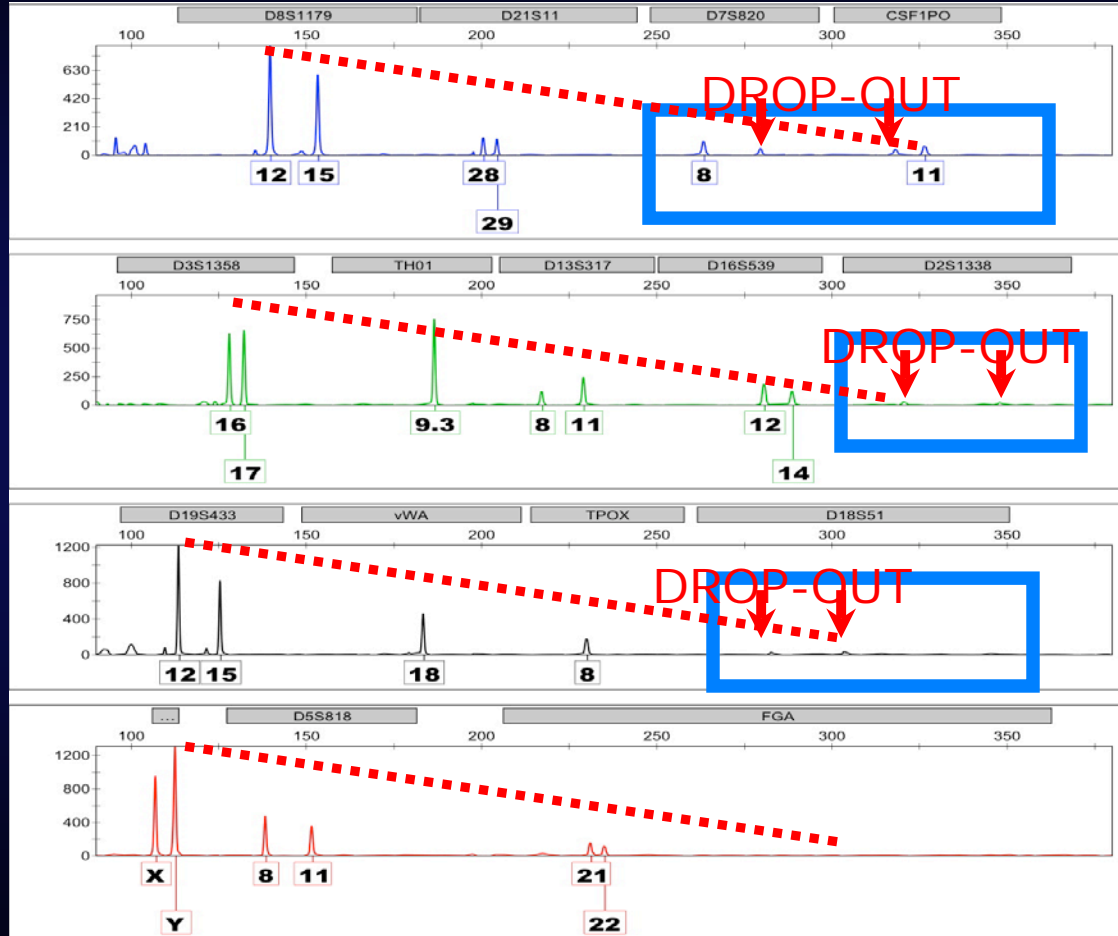 D8S1179 D21S11 D7S820 CSF1PO
100 150 200 250 300 350
DROP-OUT
630
420
210
0
12 15 28 8 11
29
D3S1358 TH01 D13S317 D16S539 D2S1338
100 150 200 250 300 350
750
DROP-OUT
500
250
0
16 9.3 8 11 12
17 14
D19S433 vWA TPOX D18S51
100 150 200 250 300 350
1200
DROP-OUT
800
400
0
12 15 18 8
... D5S818 FGA
100 150 200 250 300 350
1200
800
400
0
X 8 11 21
Y 22